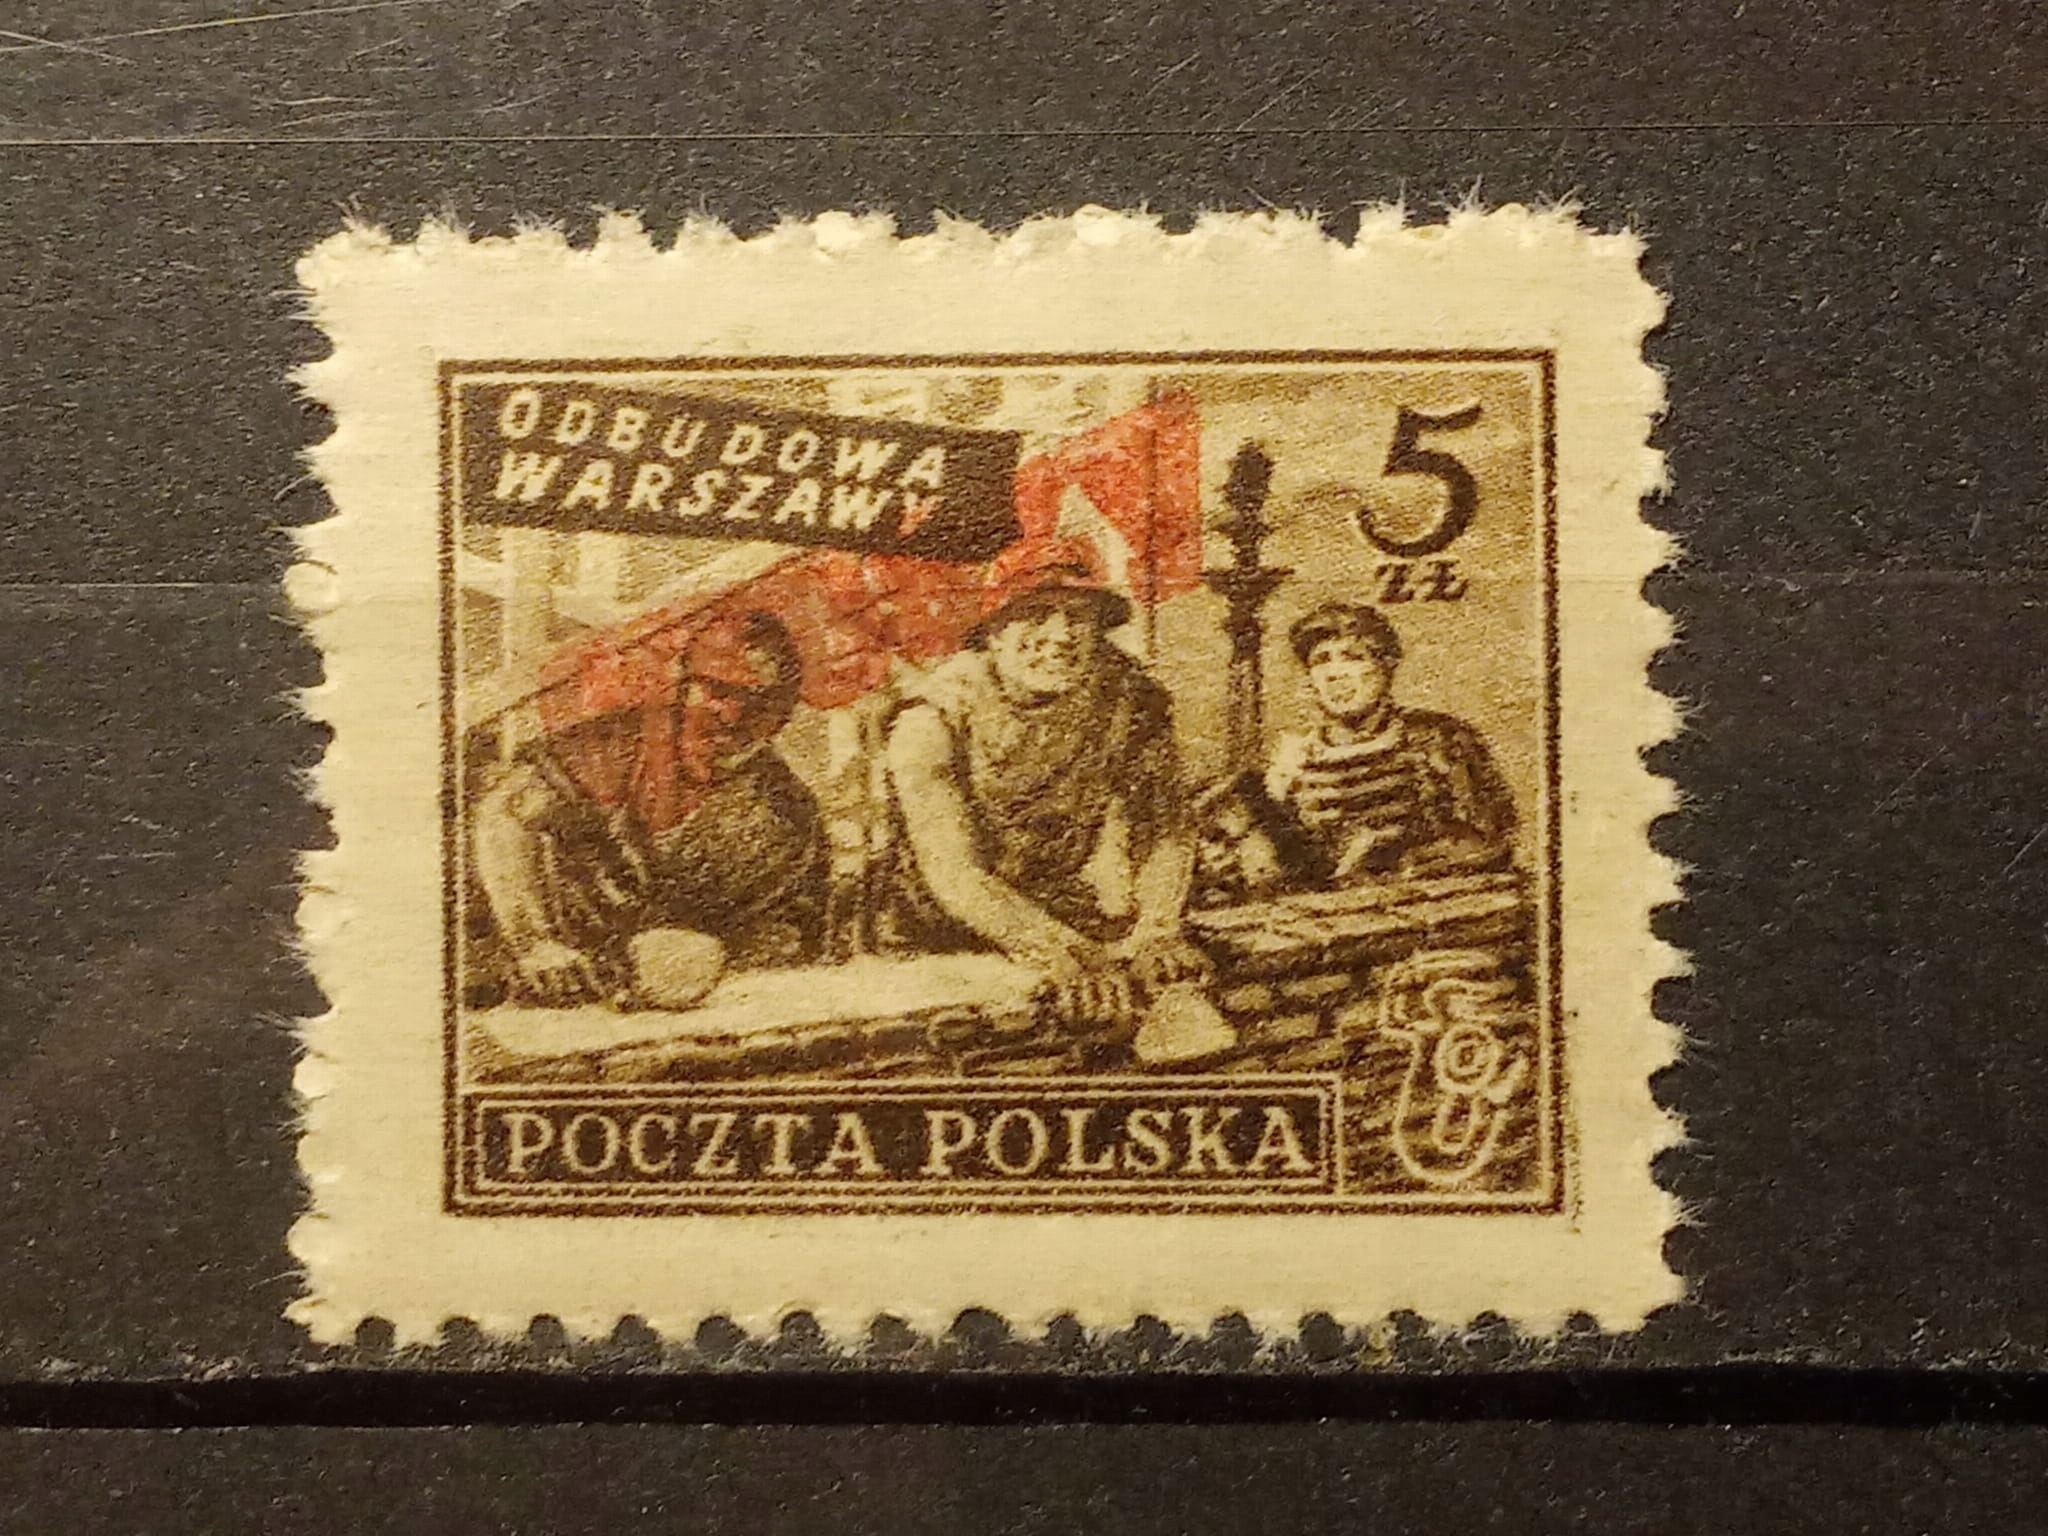 ODBUDOWA
WARSZAWY
5
ZŁ
POCZTA POLSKA